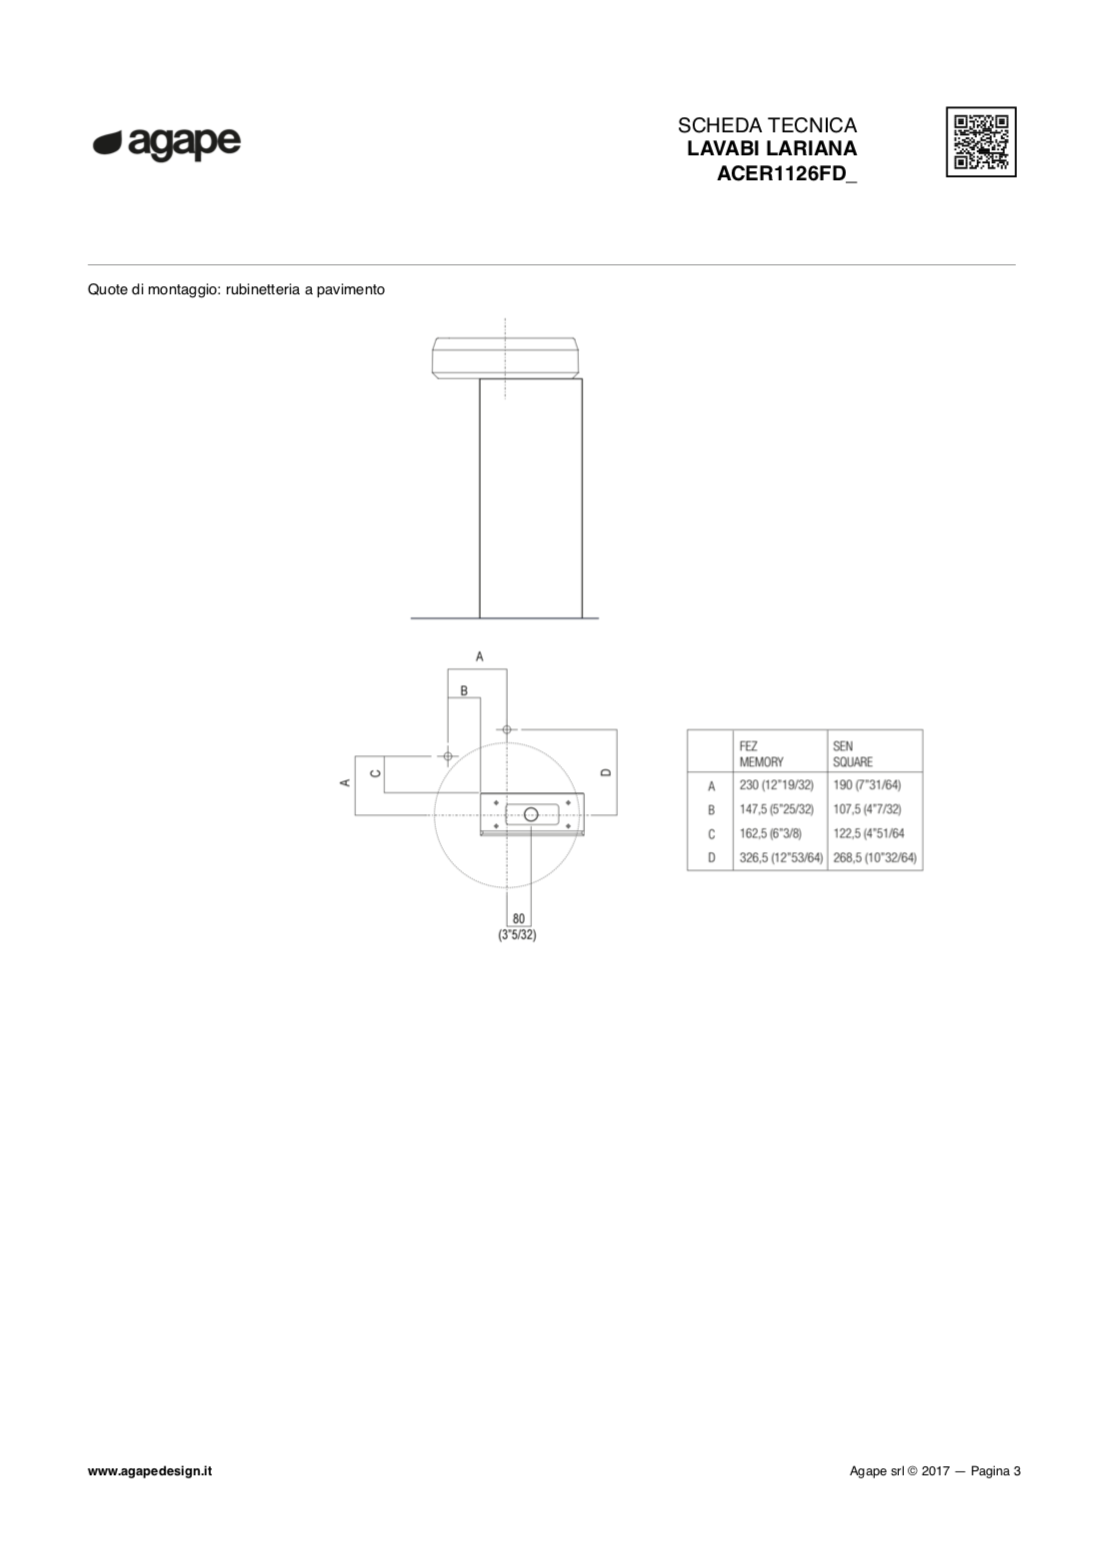 agape
SCHEDA TECNICA
LAVABI LARIANA
ACER1126FD_
Quote di montaggio: rubinetteria a pavimento
A
B
A
C
D
80
(3"5/32)
FEZ SEN
MEMORY SQUARE
A 230 (12"19/32) 190 (7"31/64)
B 147,5 (5"25/32) 107,5 (4"7/32)
C 162,5 (6"3/8) 122,5 (4"51/64
D 326,5 (12"53/64) 268,5 (10"32/64)
www.agapedesign.it
Agape srl © 2017 — Pagina 3